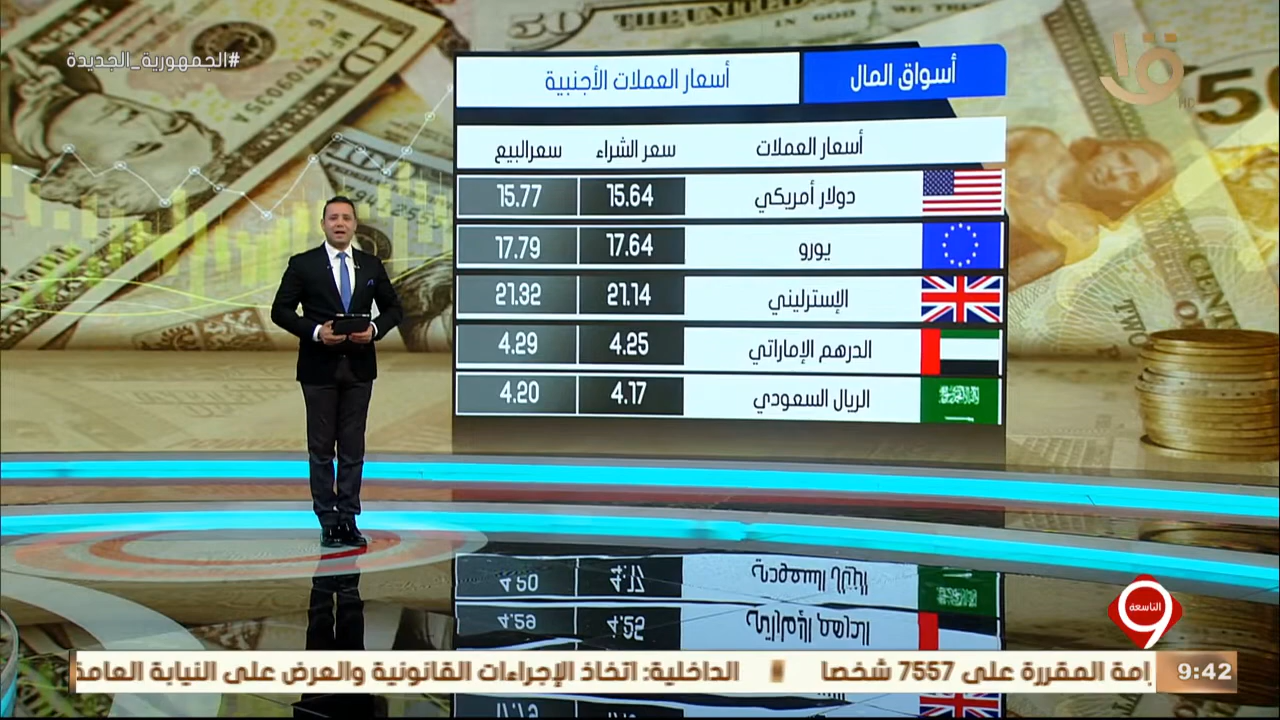 #الجمهورية_الجديدة
أسواق المال
أسعار العملات الأجنبية
أسعار العملات سعر الشراء سعرالبيع
دولار أمريكي 15.64 15.77
يورو 17.64 17.79
الإسترليني 21.14 21.32
الدرهم الإماراتي 4.25 4.29
الريال السعودي 4.17 4.20
التاسعة
9
9:42
إمة المقررة على 7557 شخصا
الداخلية: اتخاذ الإجراءات القانونية والعرض على النيابة العامة